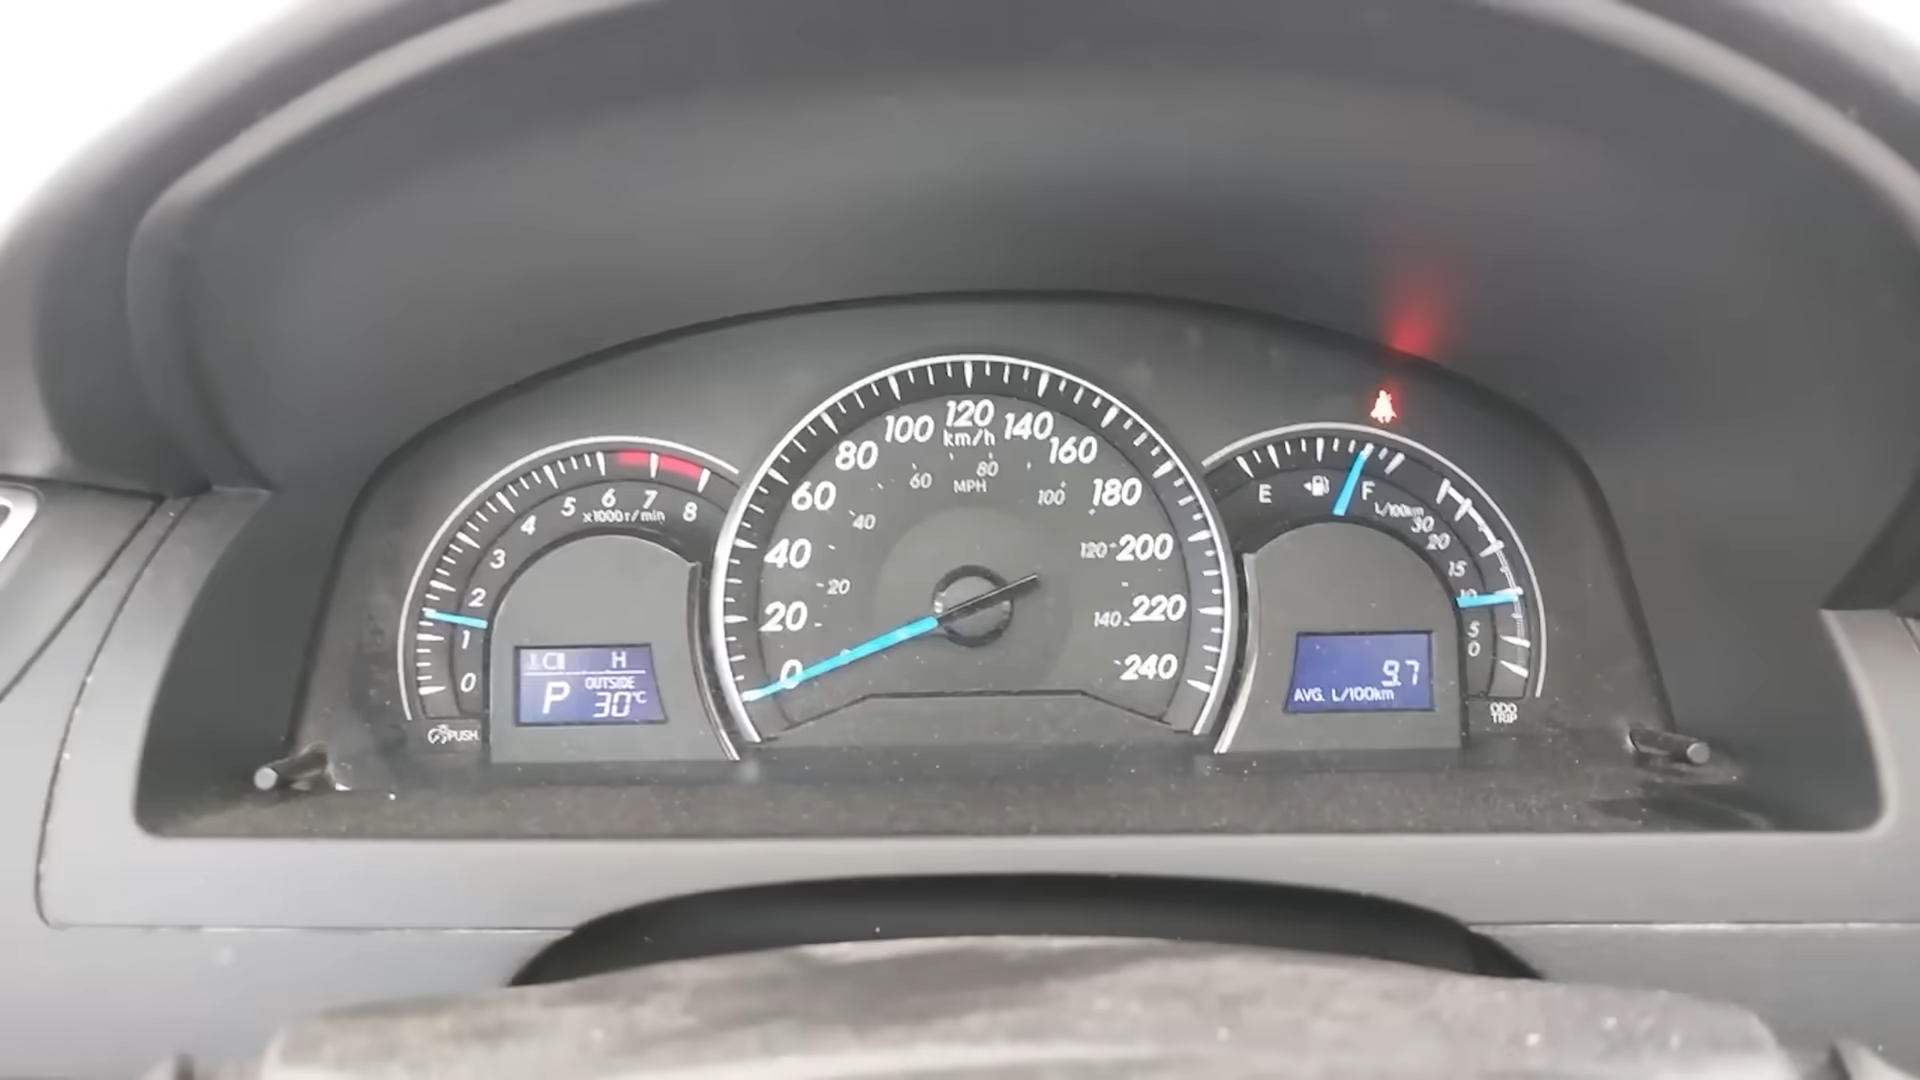 0
1
2
3
4
5
6
7
8
x1000r/min
C H
P OUTSIDE
30°C
PUSH
0
20
40
60
80
100
120
140
160
180
200
220
240
km/h
20
40
60
80
100
120
140
MPH
E
F
L/100km
30
20
15
10
5
0
9.7
AVG. L/100km
ODO
TRIP